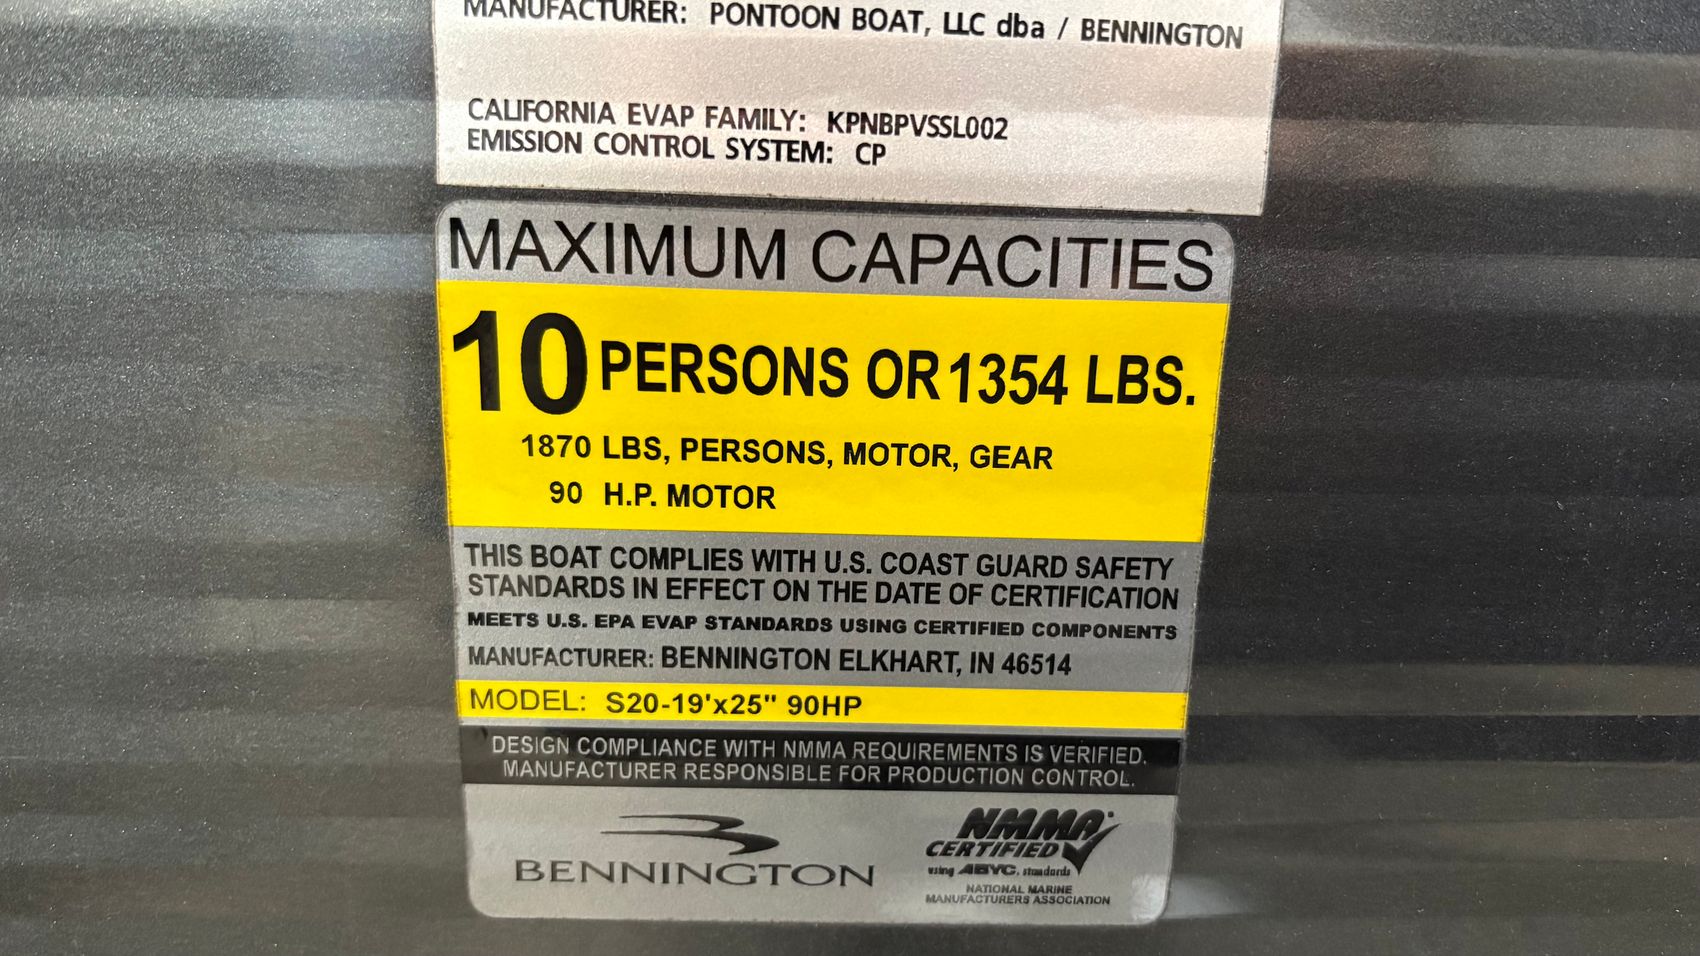 MANUFACTURER: PONTOON BOAT, LLC dba / BENNINGTON
CALIFORNIA EVAP FAMILY: KPNBPVSSL002
EMISSION CONTROL SYSTEM: CP
MAXIMUM CAPACITIES
10 PERSONS OR 1354 LBS.
1870 LBS, PERSONS, MOTOR, GEAR
90 H.P. MOTOR
THIS BOAT COMPLIES WITH U.S. COAST GUARD SAFETY
STANDARDS IN EFFECT ON THE DATE OF CERTIFICATION
MEETS U.S. EPA EVAP STANDARDS USING CERTIFIED COMPONENTS
MANUFACTURER: BENNINGTON ELKHART, IN 46514
MODEL: S20-19'x25" 90HP
DESIGN COMPLIANCE WITH NMMA REQUIREMENTS IS VERIFIED.
MANUFACTURER RESPONSIBLE FOR PRODUCTION CONTROL.
BENNINGTON
NMMA
CERTIFIED
using ABYC, standards
NATIONAL MARINE
MANUFACTURERS ASSOCIATION